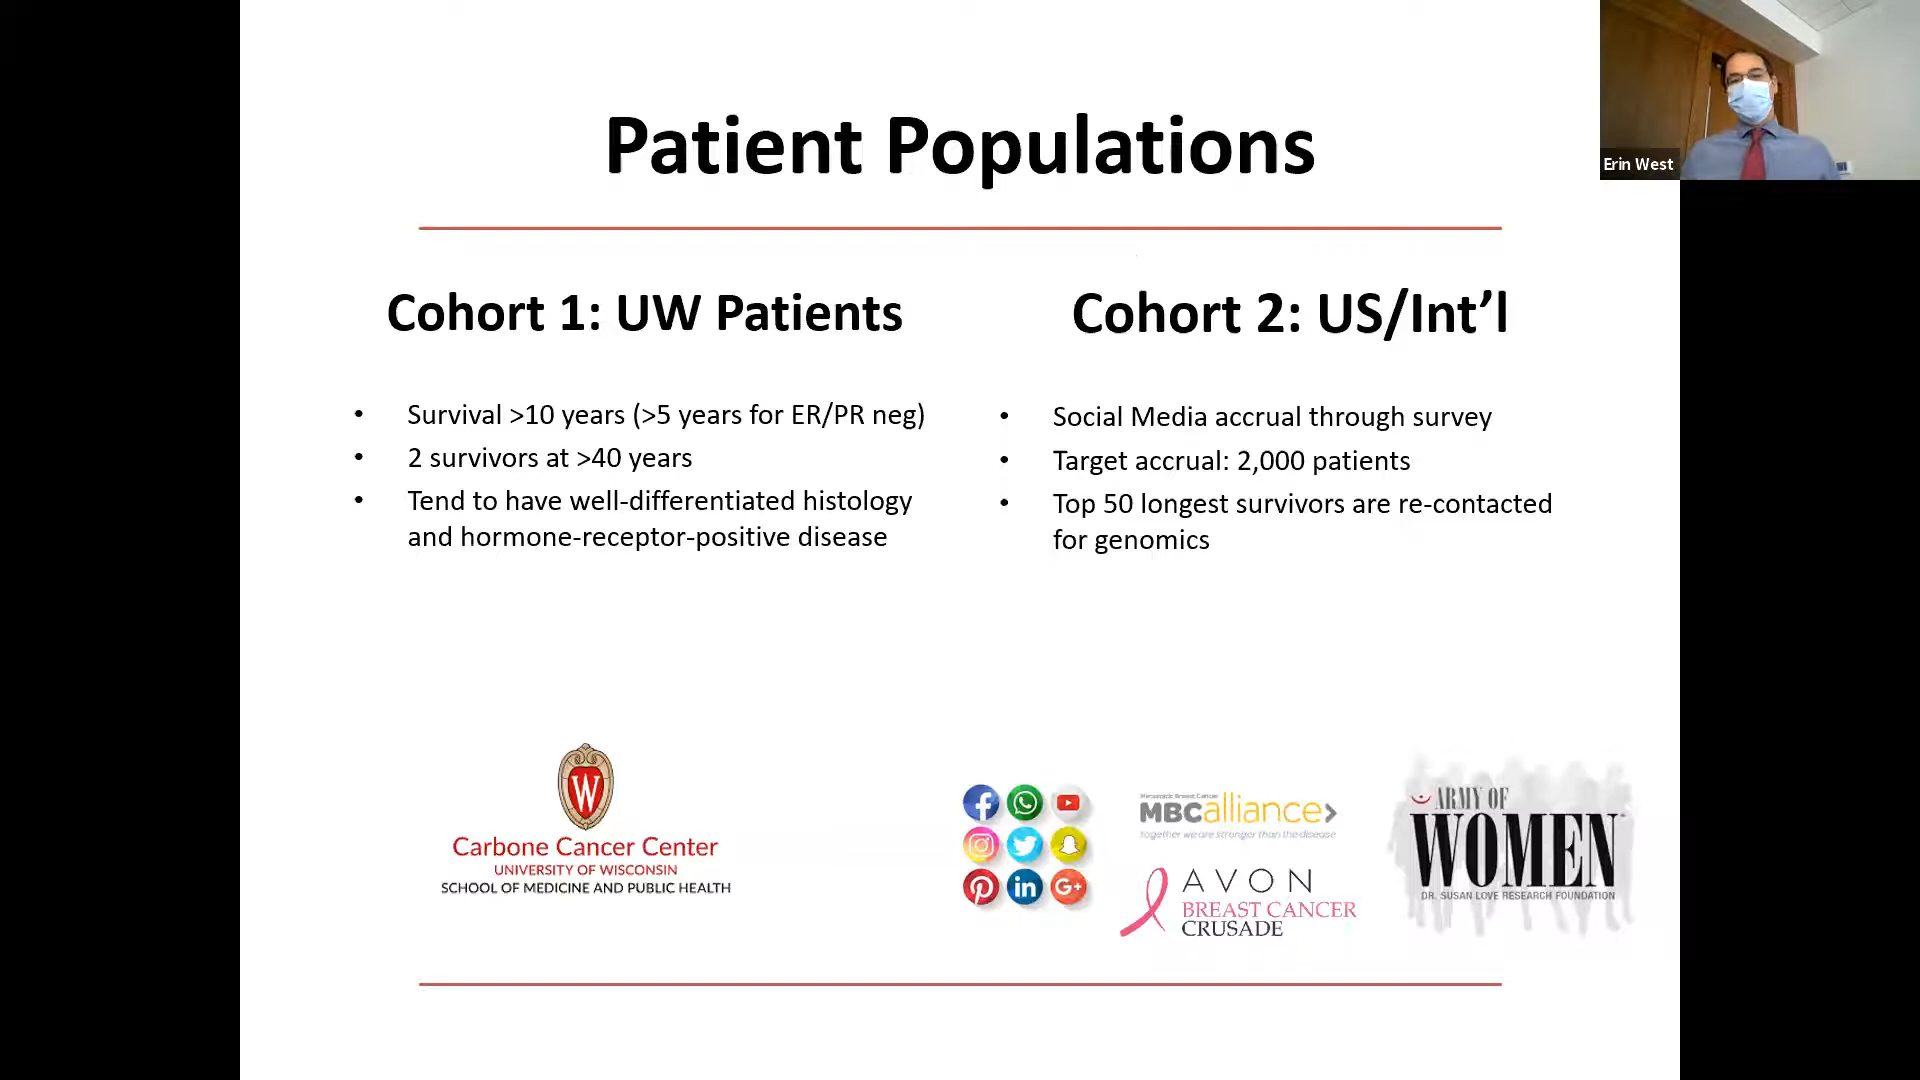 Patient Populations
Erin West
Cohort 1: UW Patients
• Survival >10 years (>5 years for ER/PR neg)
• 2 survivors at >40 years
• Tend to have well-differentiated histology
and hormone-receptor-positive disease
Cohort 2: US/Int’l
• Social Media accrual through survey
• Target accrual: 2,000 patients
• Top 50 longest survivors are re-contacted
for genomics
W
Carbone Cancer Center
UNIVERSITY OF WISCONSIN
SCHOOL OF MEDICINE AND PUBLIC HEALTH
in
G+
Metastatic Breast Cancer
MBCalliance
together we are stronger than the disease
AVON
BREAST CANCER
CRUSADE
ARMY OF
WOMEN
DR. SUSAN LOVE RESEARCH FOUNDATION